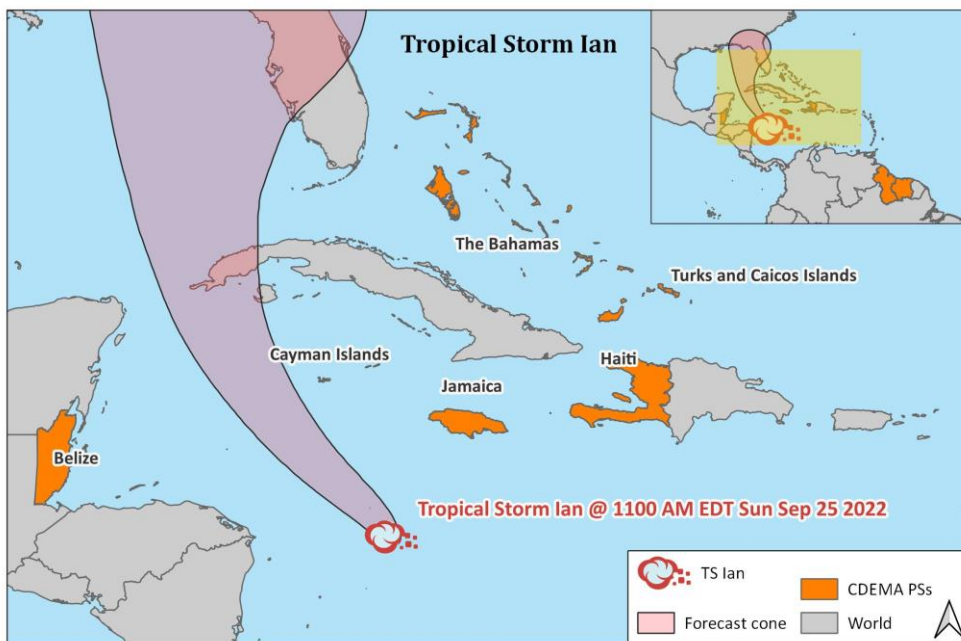 Tropical Storm Ian
The Bahamas
Turks and Caicos Islands
Cayman Islands
Haiti
Jamaica
Belize
Tropical Storm Ian @ 1100 AM EDT Sun Sep 25 2022
TS Ian
CDEMA PSs
Forecast cone
World